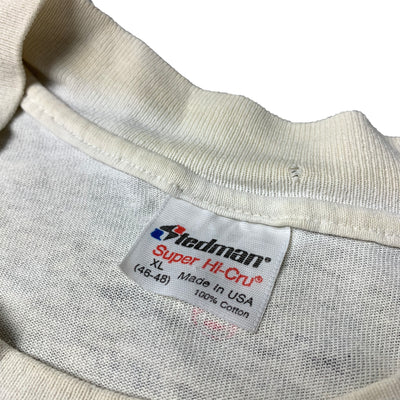 Stedman®
Super Hi-Cru®
XL
(46-48) Made In USA
100% Cotton